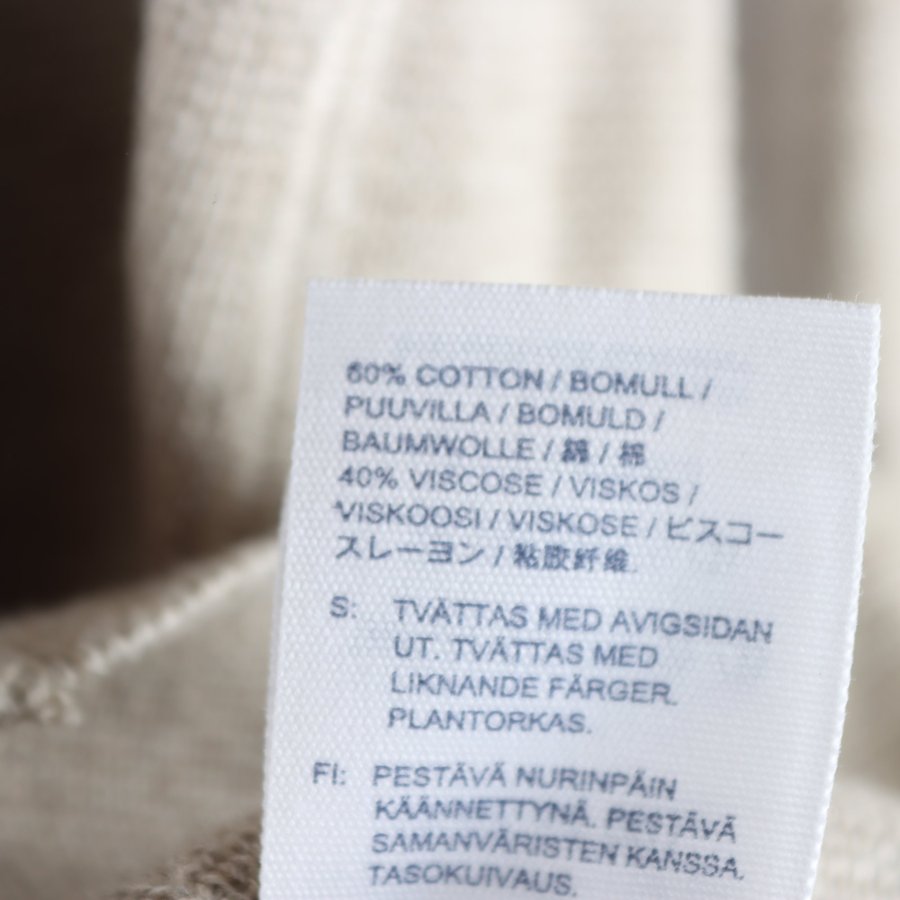 60% COTTON / BOMULL /
PUUVILLA / BOMULD /
BAUMWOLLE / 綿 / 棉
40% VISCOSE / VISKOS /
VISKOOSI / VISKOSE / ビスコー
スレーヨン / 粘胶纤维
S: TVÄTTAS MED AVIGSIDAN
UT. TVÄTTAS MED
LIKNANDE FÄRGER.
PLANTORKAS.
FI: PESTÄVÄ NURINPÄIN
KÄÄNNETTYNÄ. PESTÄVÄ
SAMANVÄRISTEN KANSSA.
TASOKUIVAUS.